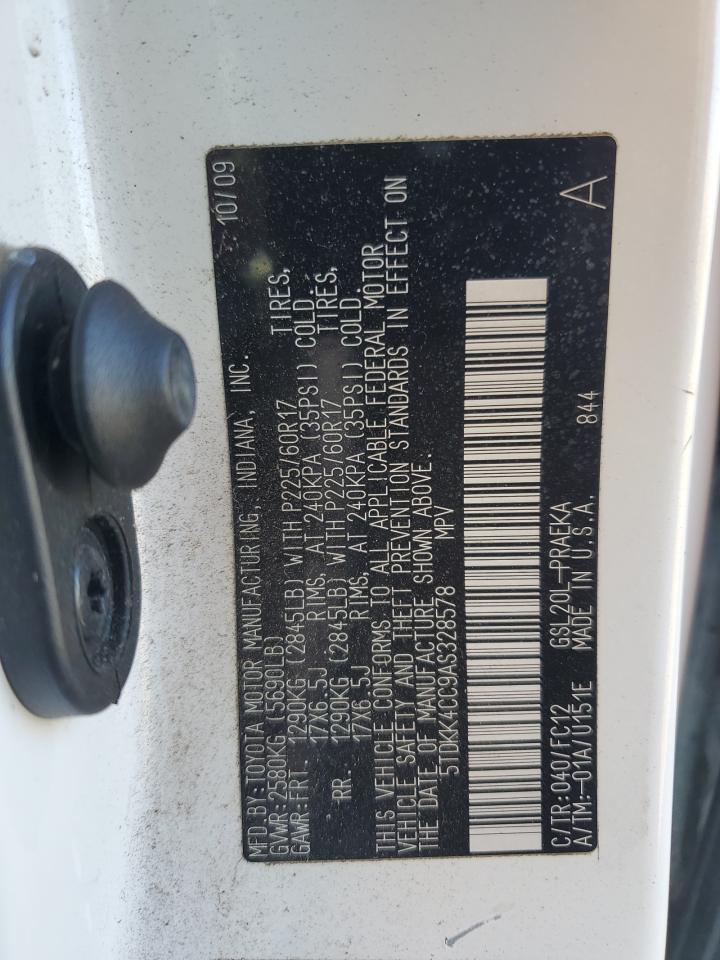 MFD.BY:TOYOTA MOTOR MANUFACTURING, INDIANA, INC. 10/09
GVWR:2580KG (5690LB)
GAWR:FRT. 1290KG (2845LB) WITH P225/60R17 TIRES,
17X6.5J RIMS, AT 240KPA (35PSI) COLD.
RR. 1290KG (2845LB) WITH P225/60R17 TIRES,
17X6.5J RIMS, AT 240KPA (35PSI) COLD.
THIS VEHICLE CONFORMS TO ALL APPLICABLE FEDERAL MOTOR
VEHICLE SAFETY AND THEFT PREVENTION STANDARDS IN EFFECT ON
THE DATE OF MANUFACTURE SHOWN ABOVE.
5TDKK4CC9AS328578 MPV
C/TR:040/FC12 GSL20L-PRAEKA 844 A
A/TM:-01A/U151E MADE IN U.S.A.